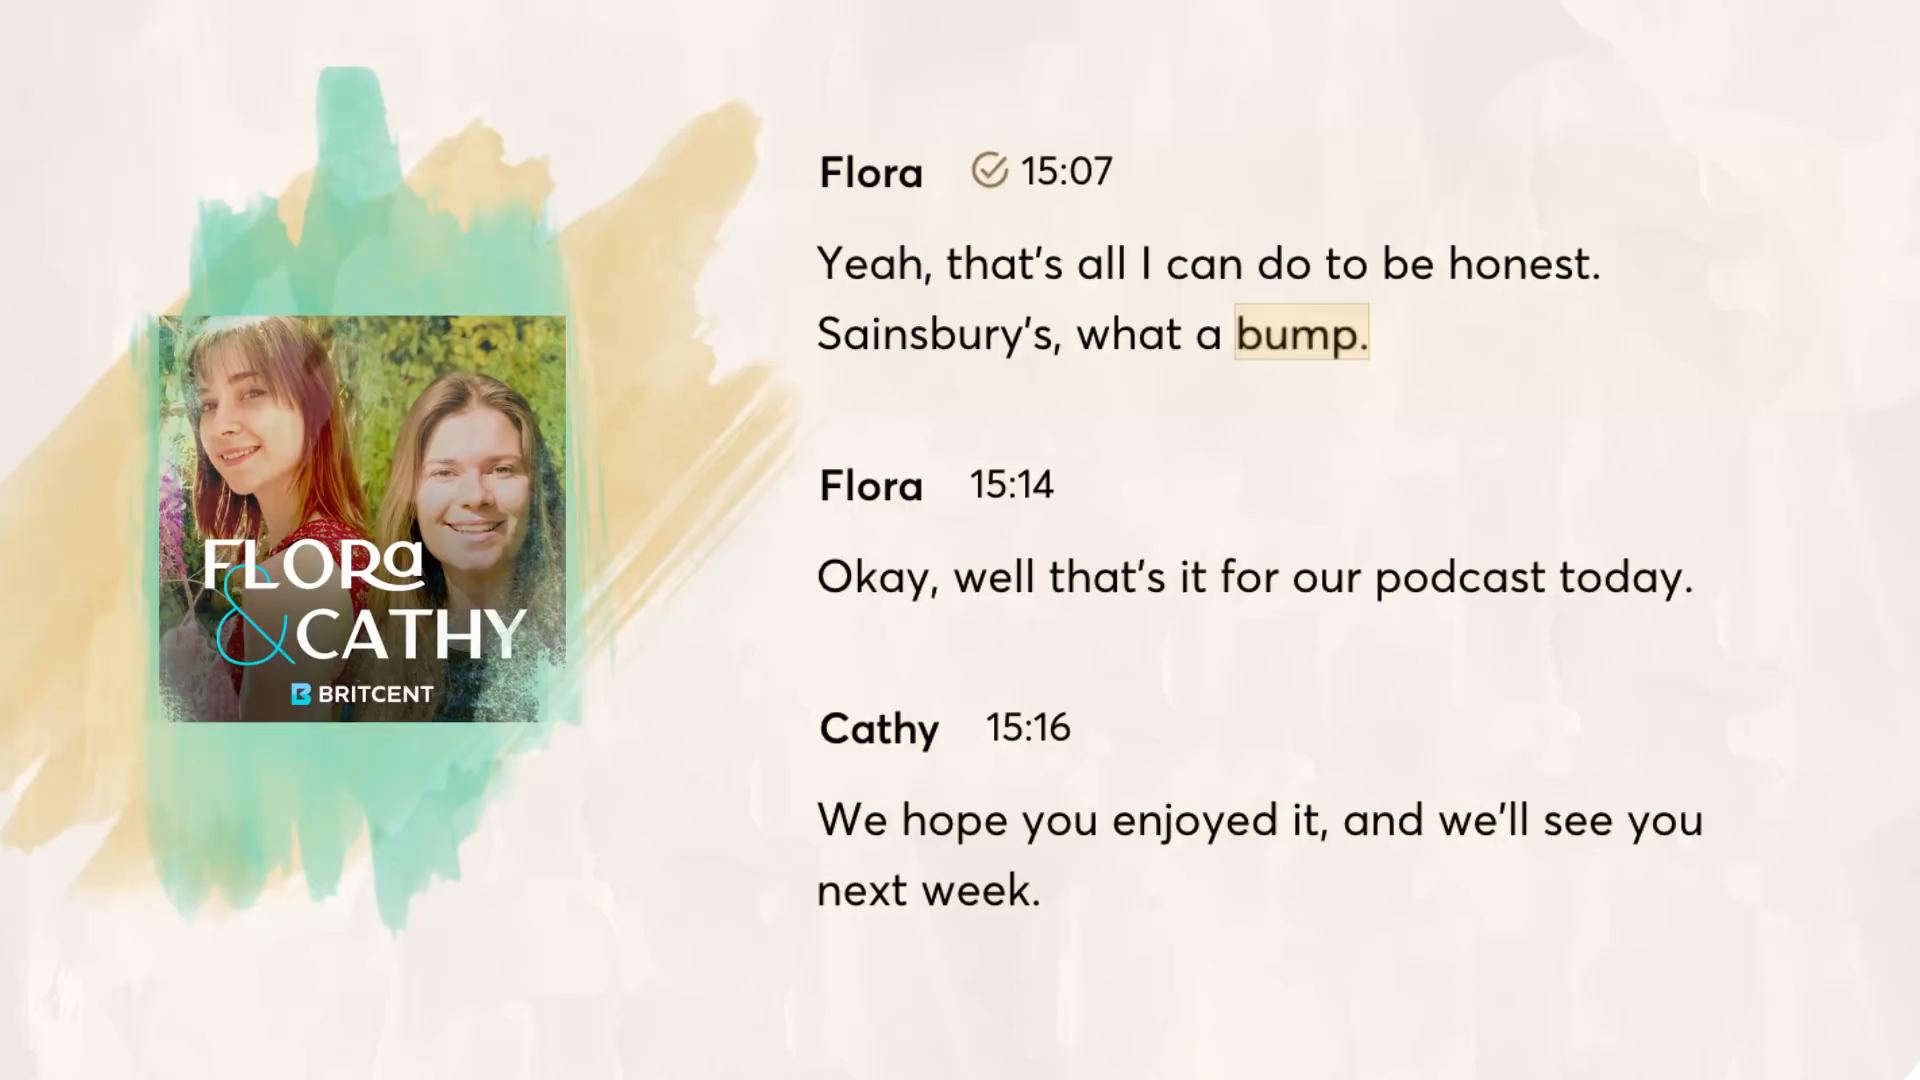 Flora 15:07
Yeah, that's all I can do to be honest.
Sainsbury's, what a bump.
Flora 15:14
Okay, well that's it for our podcast today.
Cathy 15:16
We hope you enjoyed it, and we'll see you
next week.
FLORa
&CATHY
BRITCENT